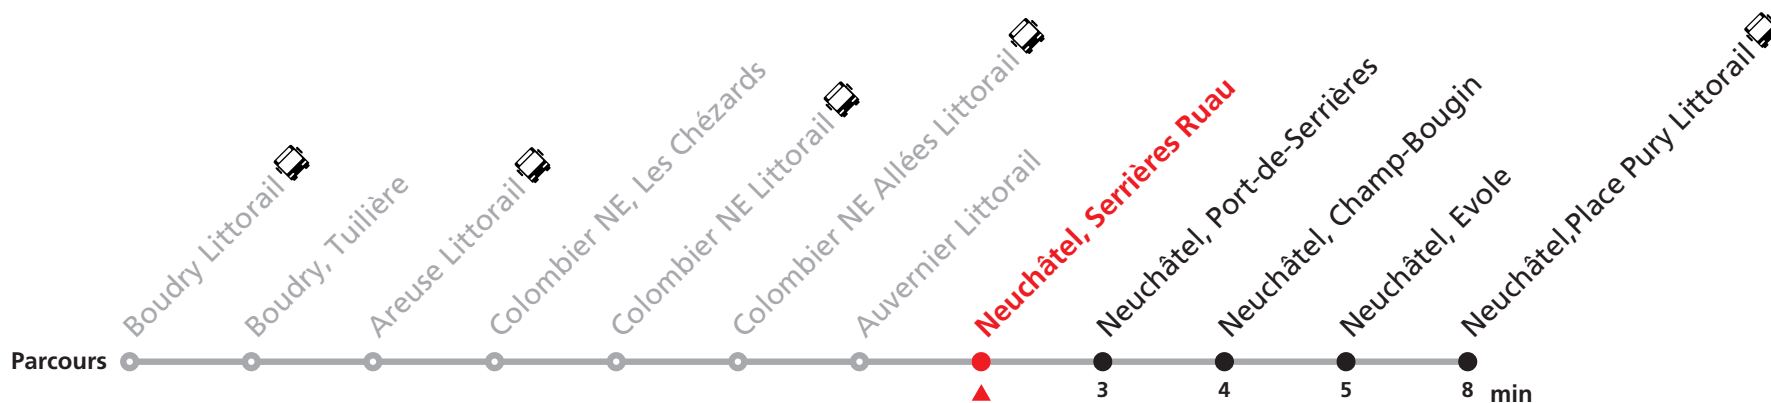 Boudry Littorail
Boudry, Tuilière
Areuse Littorail
Colombier NE, Les Chézards
Colombier NE Littorail
Colombier NE Allées Littorail
Auvernier Littorail
Neuchâtel, Serrières Ruau
Neuchâtel, Port-de-Serrières
Neuchâtel, Champ-Bougin
Neuchâtel, Evole
Neuchâtel,Place Pury Littorail
Parcours
3 4 5 8 min